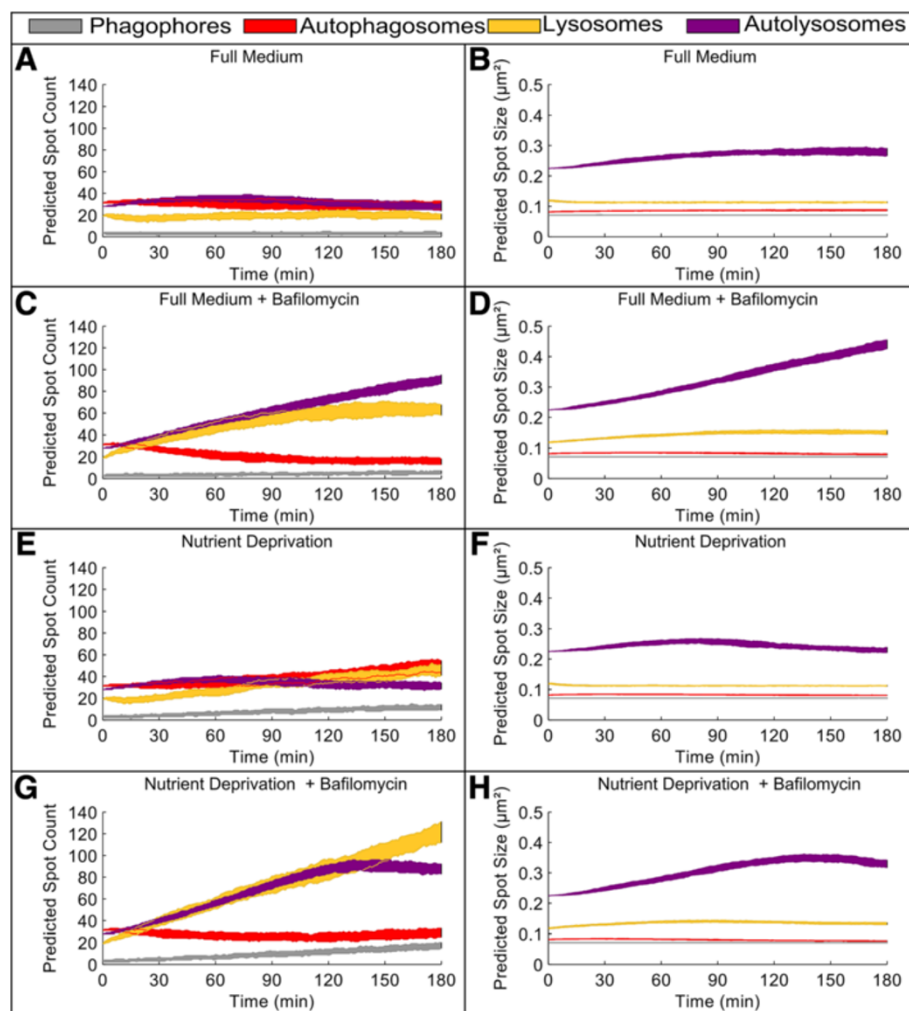 Phagophores Autophagosomes Lysosomes Autolysosomes
A Full Medium
Predicted Spot Count
140
120
100
80
60
40
20
0
0 30 60 90 120 150 180
Time (min)
B Full Medium
Predicted Spot Size (µm²)
0.5
0.4
0.3
0.2
0.1
0
0 30 60 90 120 150 180
Time (min)
C Full Medium + Bafilomycin
Predicted Spot Count
140
120
100
80
60
40
20
0
0 30 60 90 120 150 180
Time (min)
D Full Medium + Bafilomycin
Predicted Spot Size (µm²)
0.5
0.4
0.3
0.2
0.1
0
0 30 60 90 120 150 180
Time (min)
E Nutrient Deprivation
Predicted Spot Count
140
120
100
80
60
40
20
0
0 30 60 90 120 150 180
Time (min)
F Nutrient Deprivation
Predicted Spot Size (µm²)
0.5
0.4
0.3
0.2
0.1
0
0 30 60 90 120 150 180
Time (min)
G Nutrient Deprivation + Bafilomycin
Predicted Spot Count
140
120
100
80
60
40
20
0
0 30 60 90 120 150 180
Time (min)
H Nutrient Deprivation + Bafilomycin
Predicted Spot Size (µm²)
0.5
0.4
0.3
0.2
0.1
0
0 30 60 90 120 150 180
Time (min)